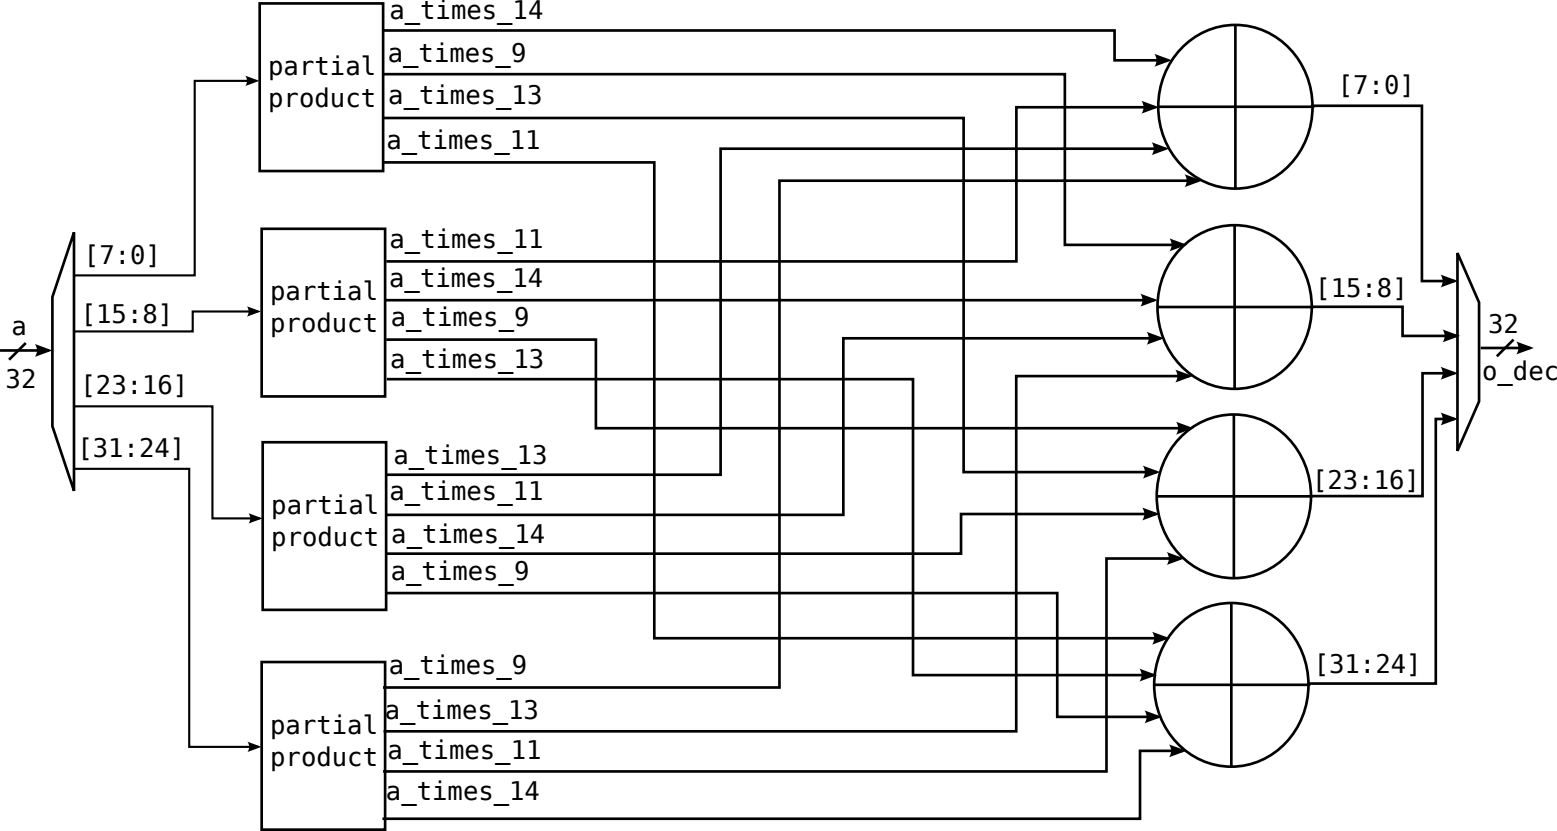 a_times_14
a_times_9
a_times_13
a_times_11
partial
product
[7:0]
[7:0]
[15:8]
[23:16]
[31:24]
a
32
a_times_11
a_times_14
a_times_9
a_times_13
partial
product
[15:8]
32
o_dec
a_times_13
a_times_11
a_times_14
a_times_9
partial
product
[23:16]
a_times_9
a_times_13
a_times_11
a_times_14
partial
product
[31:24]